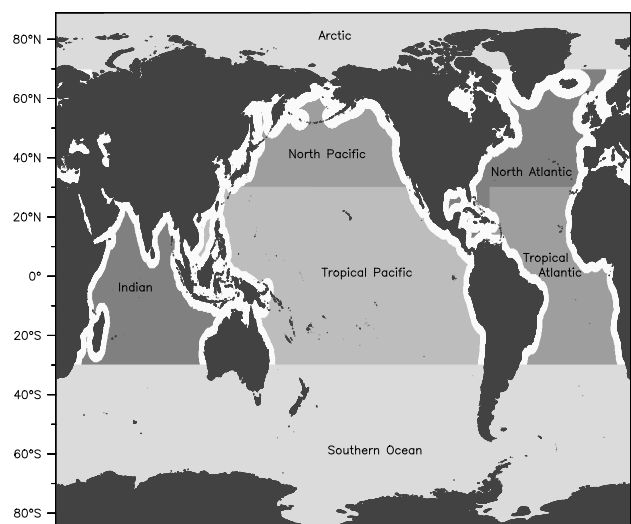 80°N
Arctic
60°N
40°N
North Pacific
North Atlantic
20°N
Tropical
Atlantic
0°
Tropical Pacific
Indian
20°S
40°S
Southern Ocean
60°S
80°S